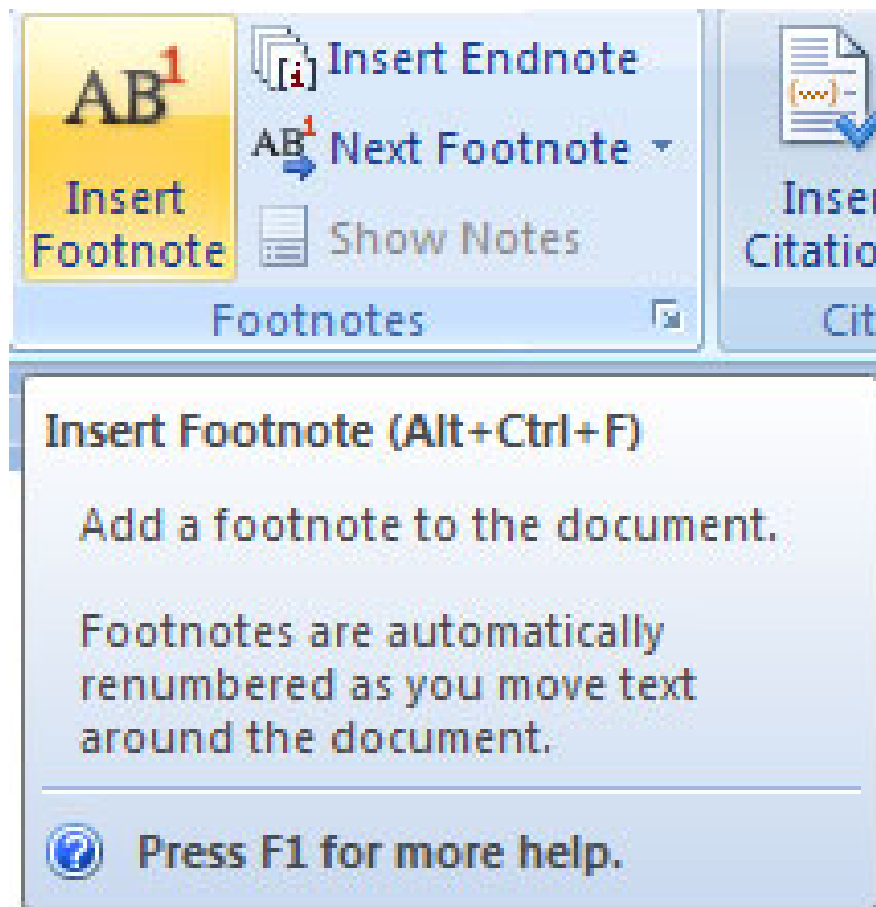 AB1
Insert
Footnote
Insert Endnote
AB1
Next Footnote
Show Notes
Footnotes
Insert Footnote (Alt+Ctrl+F)
Add a footnote to the document.
Footnotes are automatically
renumbered as you move text
around the document.
Press F1 for more help.